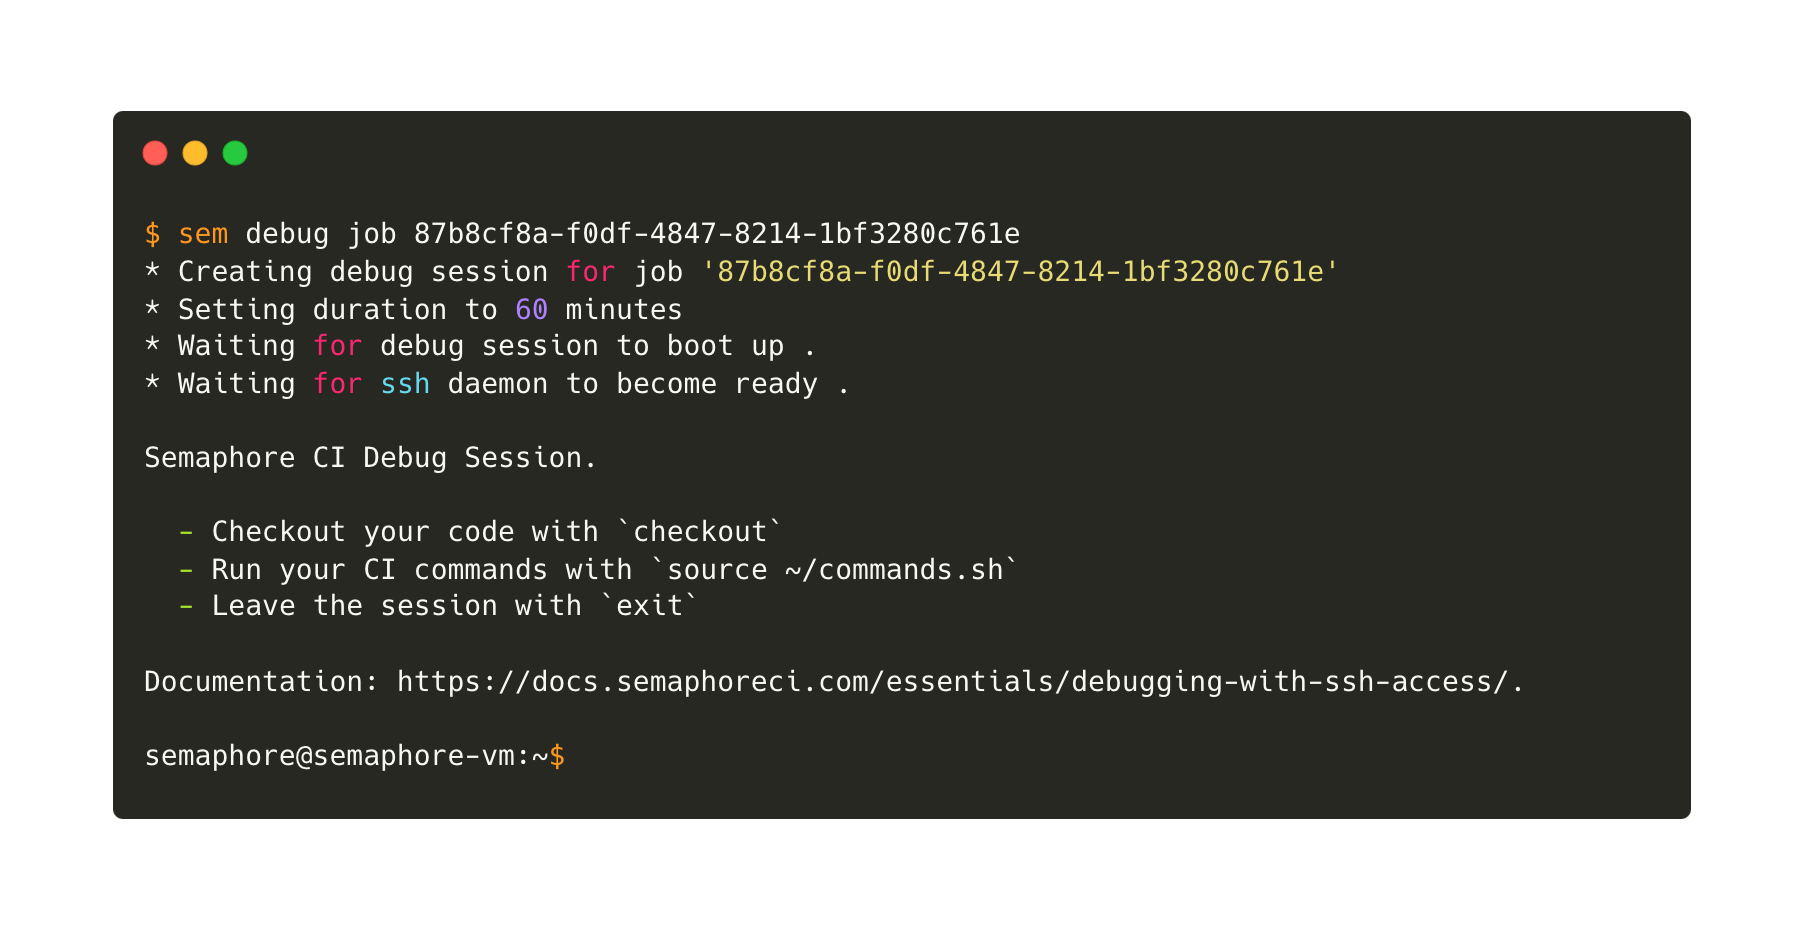 $ sem debug job 87b8cf8a-f0df-4847-8214-1bf3280c761e
* Creating debug session for job '87b8cf8a-f0df-4847-8214-1bf3280c761e'
* Setting duration to 60 minutes
* Waiting for debug session to boot up .
* Waiting for ssh daemon to become ready .
Semaphore CI Debug Session.
- Checkout your code with `checkout`
- Run your CI commands with `source ~/commands.sh`
- Leave the session with `exit`
Documentation: https://docs.semaphoreci.com/essentials/debugging-with-ssh-access/.
semaphore@semaphore-vm:~$